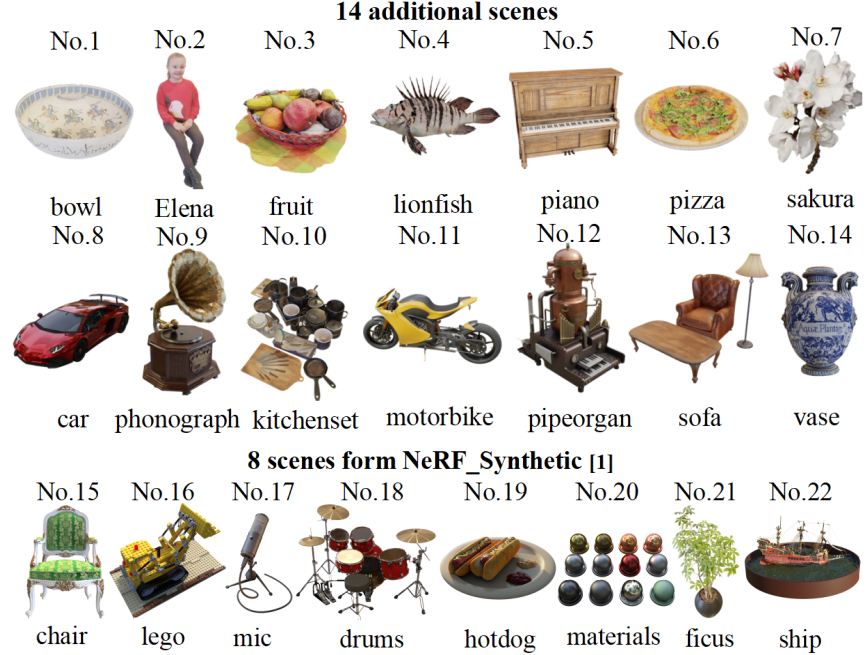 14 additional scenes
No.1 No.2 No.3 No.4 No.5 No.6 No.7
bowl Elena fruit lionfish piano pizza sakura
No.8 No.9 No.10 No.11 No.12 No.13 No.14
Aquæ Plantag
car phonograph kitchenset motorbike pipeorgan sofa vase
8 scenes form NeRF_Synthetic [1]
No.15 No.16 No.17 No.18 No.19 No.20 No.21 No.22
chair lego mic drums hotdog materials ficus ship